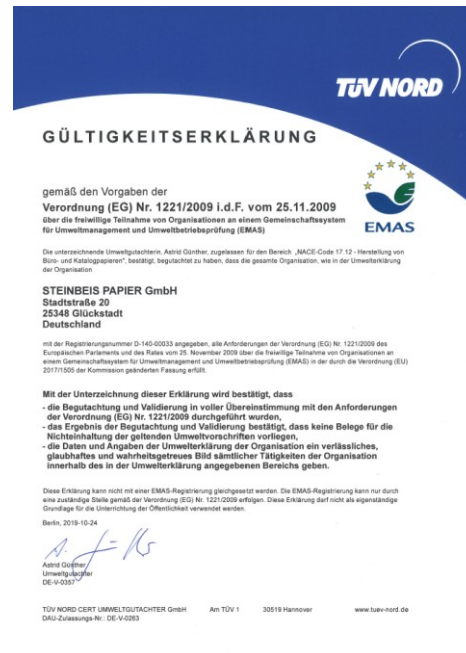 TÜV NORD
GÜLTIGKEITSERKLÄRUNG
gemäß den Vorgaben der
Verordnung (EG) Nr. 1221/2009 i.d.F. vom 25.11.2009
über die freiwillige Teilnahme von Organisationen an einem Gemeinschaftssystem
für Umweltmanagement und Umweltbetriebsprüfung (EMAS)
EMAS
Die unterzeichnende Umweltgutachterin, Astrid Günther, zugelassen für den Bereich „NACE-Code 17.12 - Herstellung von
Büro- und Katalogpapieren", bestätigt, begutachtet zu haben, dass die gesamte Organisation, wie in der Umwelterklärung
der Organisation
STEINBEIS PAPIER GmbH
Stadtstraße 20
25348 Glückstadt
Deutschland
mit der Registrierungsnummer D-140-00033 angegeben, alle Anforderungen der Verordnung (EG) Nr. 1221/2009 des
Europäischen Parlaments und des Rates vom 25. November 2009 über die freiwillige Teilnahme von Organisationen an
einem Gemeinschaftssystem für Umweltmanagement und Umweltbetriebsprüfung (EMAS) in der durch die Verordnung (EU)
2017/1505 der Kommission geänderten Fassung erfüllt.
Mit der Unterzeichnung dieser Erklärung wird bestätigt, dass
- die Begutachtung und Validierung in voller Übereinstimmung mit den Anforderungen
der Verordnung (EG) Nr. 1221/2009 durchgeführt wurden,
- das Ergebnis der Begutachtung und Validierung bestätigt, dass keine Belege für die
Nichteinhaltung der geltenden Umweltvorschriften vorliegen,
- die Daten und Angaben der Umwelterklärung der Organisation ein verlässliches,
glaubhaftes und wahrheitsgetreues Bild sämtlicher Tätigkeiten der Organisation
innerhalb des in der Umwelterklärung angegebenen Bereichs geben.
Diese Erklärung kann nicht mit einer EMAS-Registrierung gleichgesetzt werden. Die EMAS-Registrierung kann nur durch
eine zuständige Stelle gemäß der Verordnung (EG) Nr. 1221/2009 erfolgen. Diese Erklärung darf nicht als eigenständige
Grundlage für die Unterrichtung der Öffentlichkeit verwendet werden.
Berlin, 2019-10-24
Astrid Günther
Umweltgutachter
DE-V-0357
TÜV NORD CERT UMWELTGUTACHTER GmbH Am TÜV 1 30519 Hannover www.tuev-nord.de
DAU-Zulassungs-Nr.: DE-V-0263